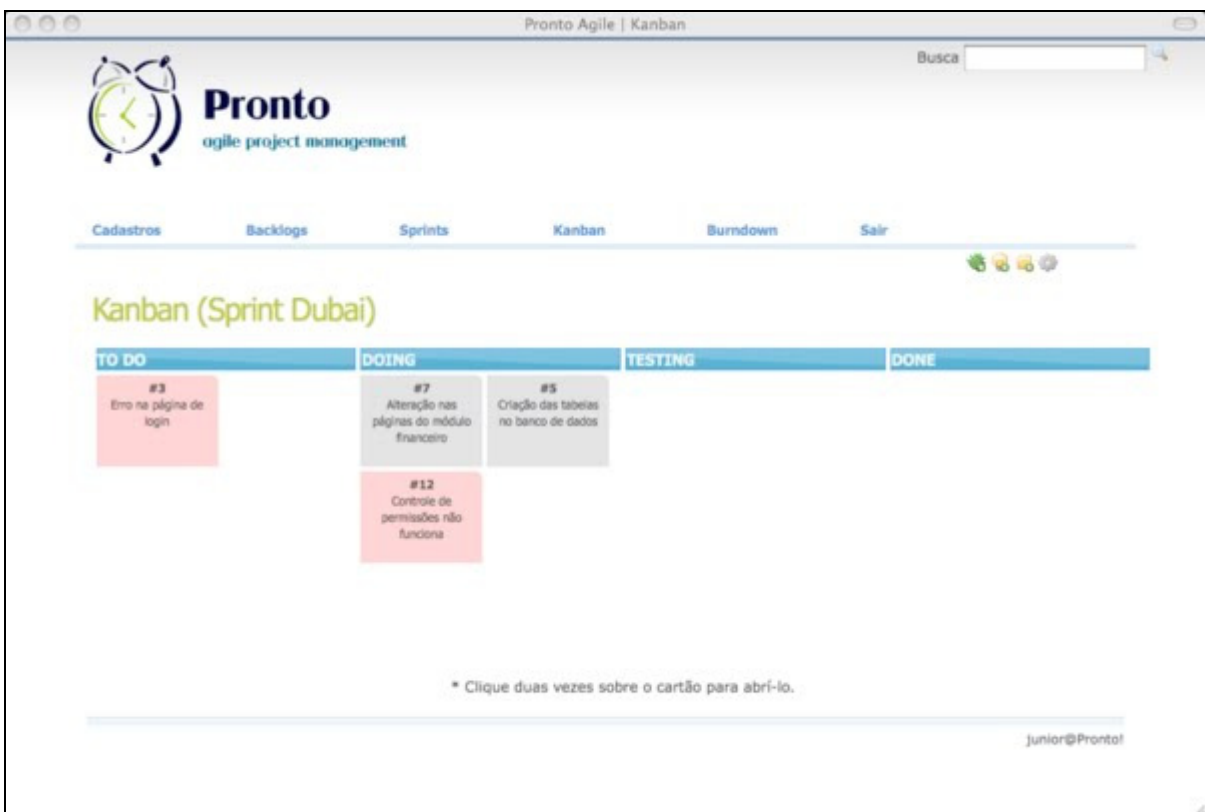 Pronto Agile | Kanban
Busca
Pronto
agile project management
Cadastros Backlogs Sprints Kanban Burndown Sair
Kanban (Sprint Dubai)
TO DO DOING TESTING DONE
#3
Erro na página de
login
#7
Alteração nas
páginas do módulo
financeiro
#5
Criação das tabelas
no banco de dados
#12
Controle de
permissões não
funciona
* Clique duas vezes sobre o cartão para abrí-lo.
junior@Pronto!